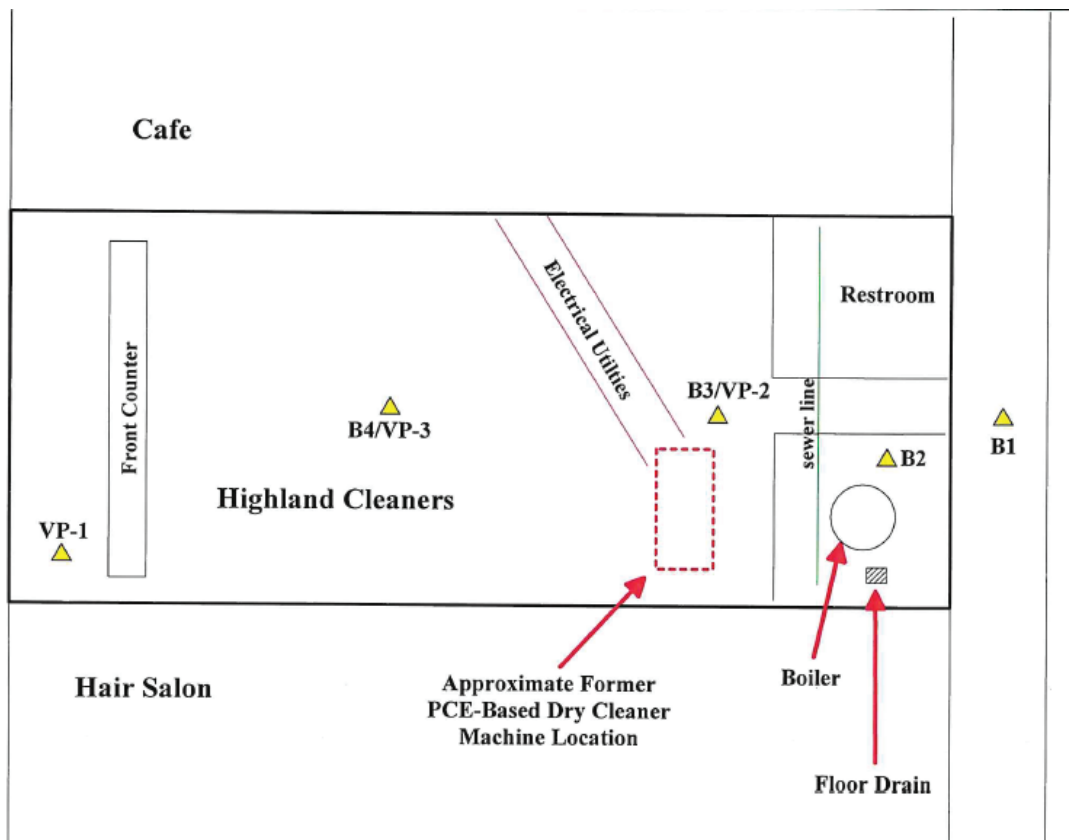 Cafe
Electrical Utilties
Restroom
Front Counter
B3/VP-2
sewer line
B4/VP-3
B1
B2
Highland Cleaners
VP-1
Hair Salon
Approximate Former
PCE-Based Dry Cleaner
Machine Location
Boiler
Floor Drain